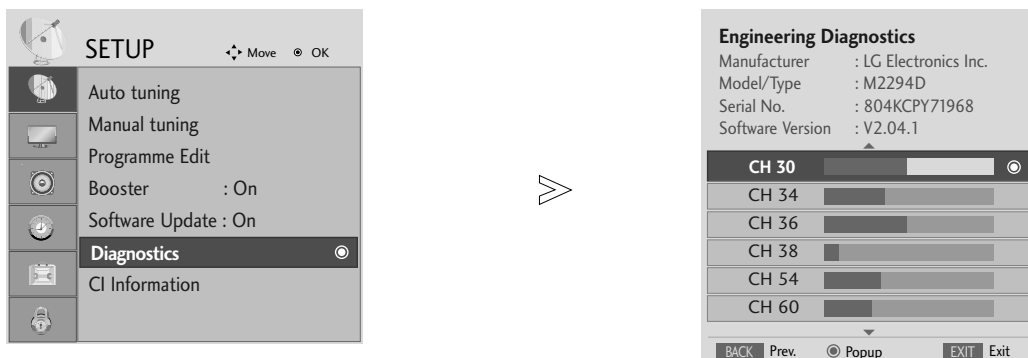 SETUP
Move
OK
Auto tuning
Manual tuning
Programme Edit
Booster : On
Software Update : On
Diagnostics
CI Information
Engineering Diagnostics
Manufacturer : LG Electronics Inc.
Model/Type : M2294D
Serial No. : 804KCPY71968
Software Version : V2.04.1
CH 30
CH 34
CH 36
CH 38
CH 54
CH 60
BACK Prev. Popup EXIT Exit